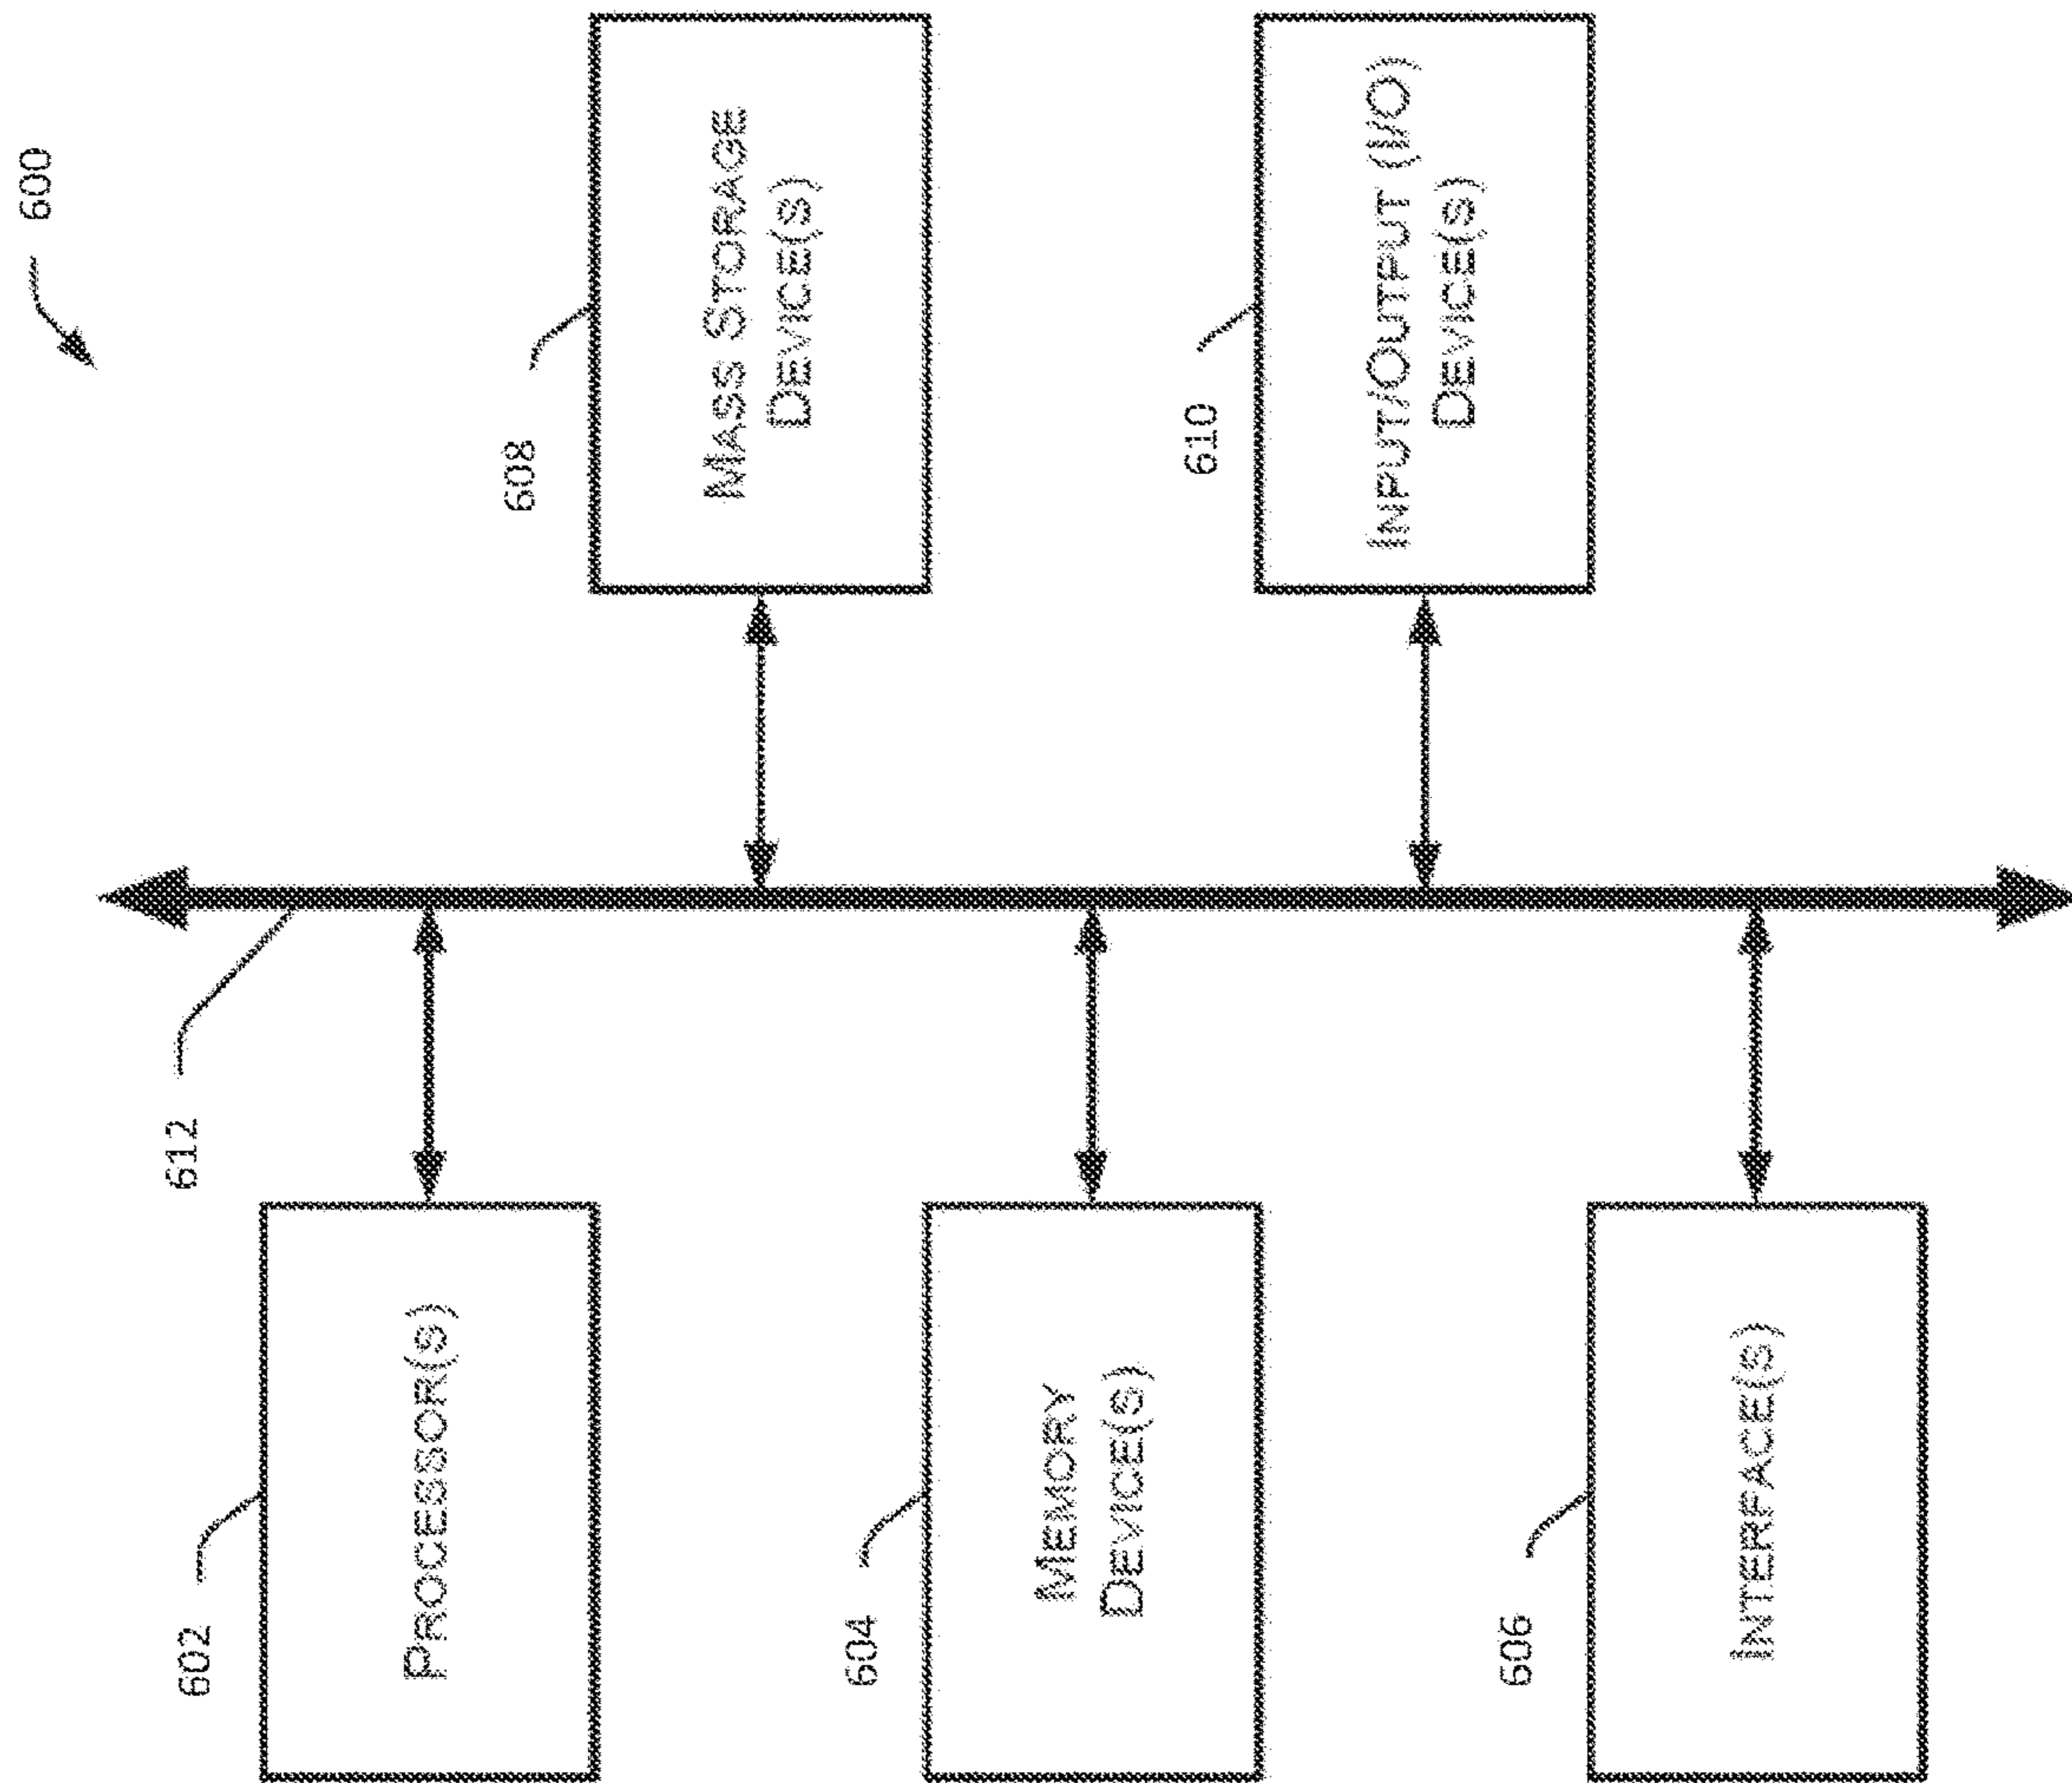 600
612
602
PROCESSOR(S)
608
MASS STORAGE
DEVICE(S)
604
MEMORY
DEVICE(S)
610
INPUT/OUTPUT (I/O)
DEVICE(S)
606
INTERFACE(S)